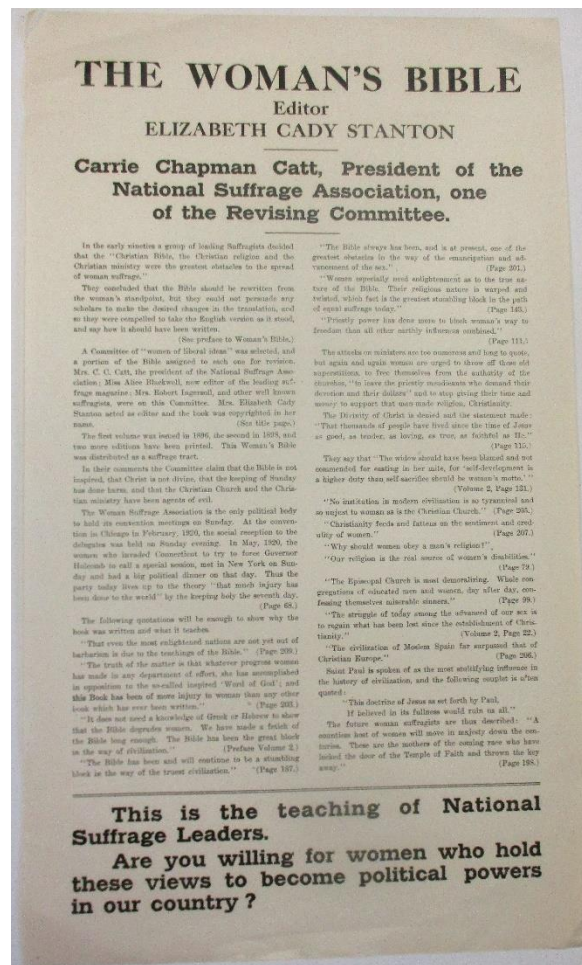 THE WOMAN'S BIBLE
Editor
ELIZABETH CADY STANTON
Carrie Chapman Catt, President of the
National Suffrage Association, one
of the Revising Committee.
In the early nineties a group of leading Suffragists decided
that the "Christian Bible, the Christian religion and the
Christian ministry were the greatest obstacles to the spread
of woman suffrage."
They concluded that the Bible should be rewritten from
the woman's standpoint, but they could not persuade any
scholars to make the desired changes in the translation, and
so they were compelled to take the English version as it stood,
and say how it should have been written.
(See preface to Woman's Bible.)
A Committee of "women of liberal ideas" was selected, and
a portion of the Bible assigned to each one for revision.
Mrs. C. C. Catt, the president of the National Suffrage Asso-
ciation; Miss Alice Blackwell, now editor of the leading suf-
frage magazine; Mrs. Robert Ingersoll, and other well known
suffragists, were on this Committee. Mrs. Elizabeth Cady
Stanton acted as editor and the book was copyrighted in her
name. (See title page.)
The first volume was issued in 1896, the second in 1898, and
two more editions have been printed. This Woman's Bible
was distributed as a suffrage tract.
In their comments the Committee claim that the Bible is not
inspired, that Christ is not divine, that the keeping of Sunday
has done harm, and that the Christian Church and the Chris-
tian ministry have been agents of evil.
The Woman Suffrage Association is the only political body
to hold its convention meetings on Sunday. At the conven-
tion in Chicago in February, 1920, the social reception to the
delegates was held on Sunday evening. In May, 1920, the
women who invaded Connecticut to try to force Governor
Holcomb to call a special session, met in New York on Sun-
day and had a big political dinner on that day. Thus the
party today lives up to the theory "that much injury has
been done to the world" by the keeping holy the seventh day.
(Page 68.)
The following quotations will be enough to show why the
book was written and what it teaches
"That even the most enlightened nations are not yet out of
barbarism is due to the teachings of the Bible." (Page 209.)
"The truth of the matter is that whatever progress woman
has made in any department of effort, she has accomplished
in opposition to the so-called inspired 'Word of God'; and
this Book has been of more injury to woman than any other
book which has ever been written." (Page 203.)
"It does not need a knowledge of Greek or Hebrew to show
that the Bible degrades women. We have made a fetich of
the Bible long enough. The Bible has been the great block
in the way of civilization." (Preface Volume 2.)
"The Bible has been and will continue to be a stumbling
block in the way of the truest civilization." (Page 187.)
"The Bible always has been, and is at present, one of the
greatest obstacles in the way of the emancipation and ad-
vancement of the sex." (Page 201.)
"Women especially need enlightenment as to the true na-
ture of the Bible. Their religious nature is warped and
twisted, which fact is the greatest stumbling block in the path
of equal suffrage today." (Page 143.)
"Priestly power has done more to block woman's way to
freedom than all other earthly influences combined."
(Page 111.)
The attacks on ministers are too numerous and long to quote,
but again and again women are urged to throw off these old
superstitions, to free themselves from the authority of the
churches, "to leave the priestly mendicants who demand their
devotion and their dollars" and to stop giving their time and
money to support that man made religion, Christianity.
The Divinity of Christ is denied and the statement made:
"That thousands of people have lived since the time of Jesus
as good, as tender, as loving, as true, as faithful as He."
(Page 115.)
They say that "The widow should have been blamed and not
commended for casting in her mite, for 'self-development is
a higher duty than self sacrifice should be woman's motto.'"
(Volume 2, Page 131.)
"No institution in modern civilization is so tyrannical and
so unjust to woman as is the Christian Church." (Page 205.)
"Christianity feeds and fattens on the sentiment and cred-
ulity of women." (Page 207.)
"Why should women obey a man's religion?"
"Our religion is the real source of women's disabilities."
(Page 79.)
"The Episcopal Church is most demoralizing. Whole con-
gregations of educated men and women, day after day, con-
fessing themselves miserable sinners." (Page 99.)
"The struggle of today among the advanced of our sex is
to regain what has been lost since the establishment of Chris-
tianity." (Volume 2, Page 22.)
"The civilization of Moslem Spain far surpassed that of
Christian Europe." (Page 206.)
Saint Paul is spoken of as the most stultifying influence in
the history of civilization, and the following couplet is often
quoted:
"This doctrine of Jesus as set forth by Paul,
If believed in its fullness would ruin us all."
The future woman suffragists are thus described: "A
countless host of women will move in majesty down the cen-
turies. These are the mothers of the coming race who have
locked the door of the Temple of Faith and thrown the key
away." (Page 198.)
This is the teaching of National
Suffrage Leaders.
Are you willing for women who hold
these views to become political powers
in our country?